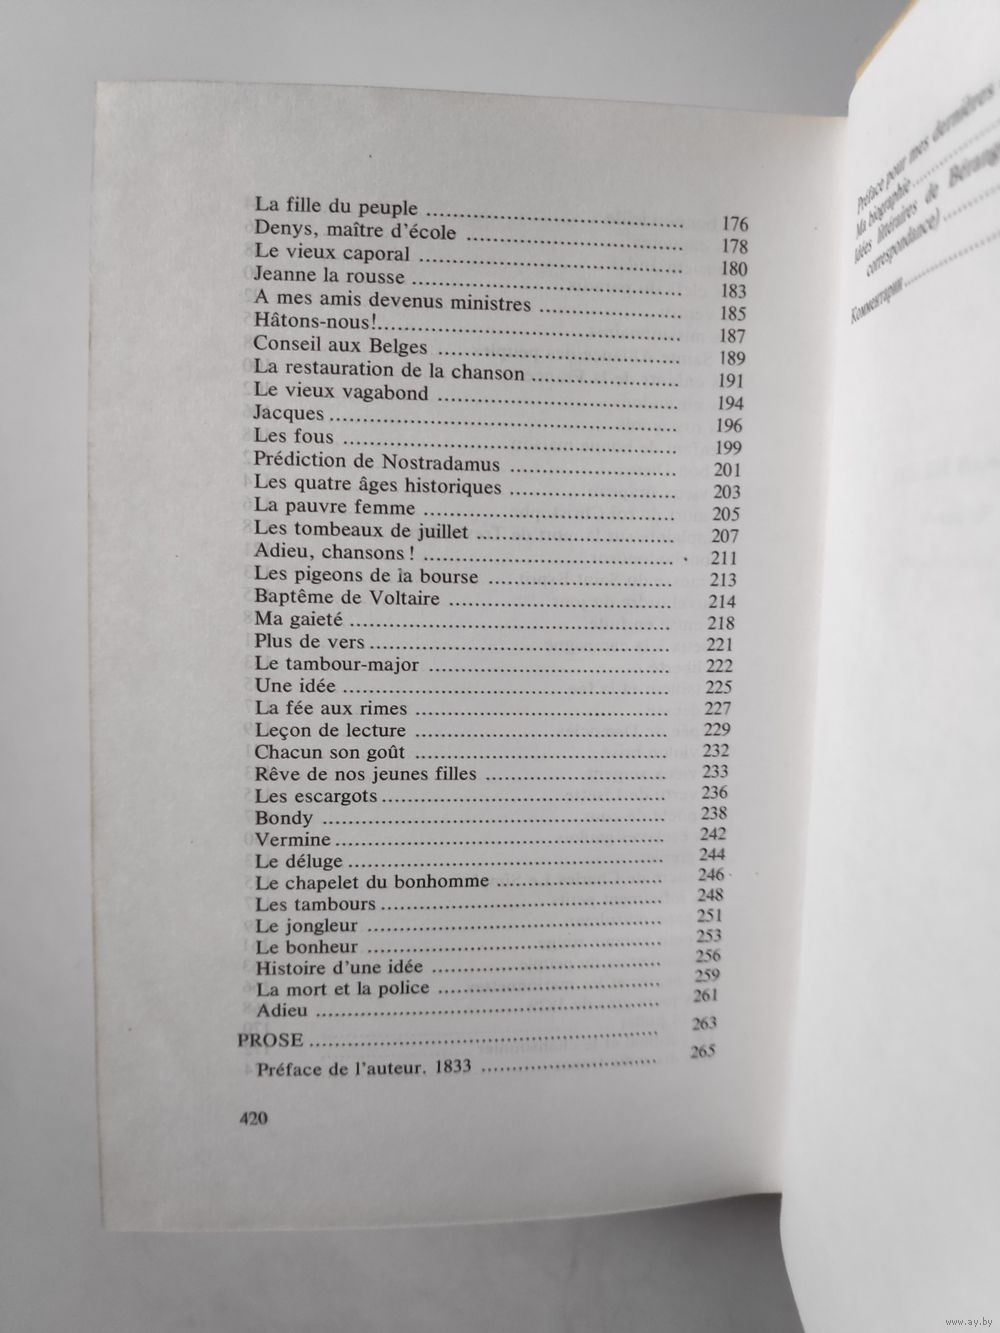 La fille du peuple ........................................ 176
Denys, maître d'école ........................................ 178
Le vieux caporal ........................................ 180
Jeanne la rousse ........................................ 183
A mes amis devenus ministres ........................................ 185
Hâtons-nous! ........................................ 187
Conseil aux Belges ........................................ 189
La restauration de la chanson ........................................ 191
Le vieux vagabond ........................................ 194
Jacques ........................................ 196
Les fous ........................................ 199
Prédiction de Nostradamus ........................................ 201
Les quatre âges historiques ........................................ 203
La pauvre femme ........................................ 205
Les tombeaux de juillet ........................................ 207
Adieu, chansons! ........................................ 211
Les pigeons de la bourse ........................................ 213
Baptême de Voltaire ........................................ 214
Ma gaieté ........................................ 218
Plus de vers ........................................ 221
Le tambour-major ........................................ 222
Une idée ........................................ 225
La fée aux rimes ........................................ 227
Leçon de lecture ........................................ 229
Chacun son goût ........................................ 232
Rêve de nos jeunes filles ........................................ 233
Les escargots ........................................ 236
Bondy ........................................ 238
Vermine ........................................ 242
Le déluge ........................................ 244
Le chapelet du bonhomme ........................................ 246
Les tambours ........................................ 248
Le jongleur ........................................ 251
Le bonheur ........................................ 253
Histoire d'une idée ........................................ 256
La mort et la police ........................................ 259
Adieu ........................................ 261
PROSE ........................................ 263
Préface de l'auteur. 1833 ........................................ 265
420
Préface pour mes dernières
Ma biographie ..........
Idées littéraires de
correspondance) ..........
Комментарии ..........
www.ay.by